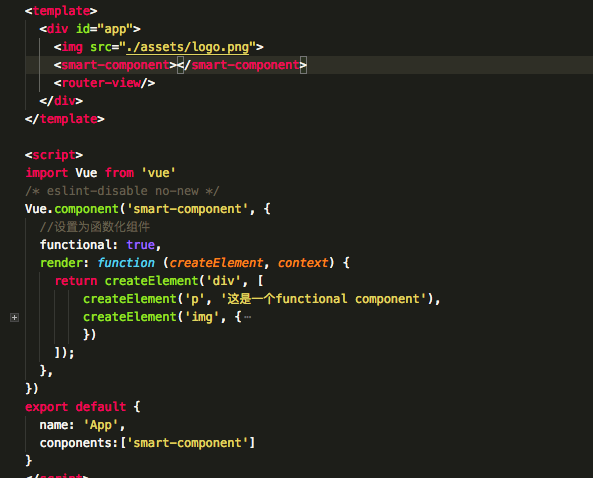 <template>
  <div id="app">
    <img src="./assets/logo.png">
    <smart-component></smart-component>
    <router-view/>
  </div>
</template>

<script>
import Vue from 'vue'
/* eslint-disable no-new */
Vue.component('smart-component', {
  //设置为函数化组件
  functional: true,
  render: function (createElement, context) {
    return createElement('div', [
        createElement('p', '这是一个functional component'),
        createElement('img', {⋯
        })
    ]);
  },
})
export default {
  name: 'App',
  conponents:['smart-component']
}
</script>